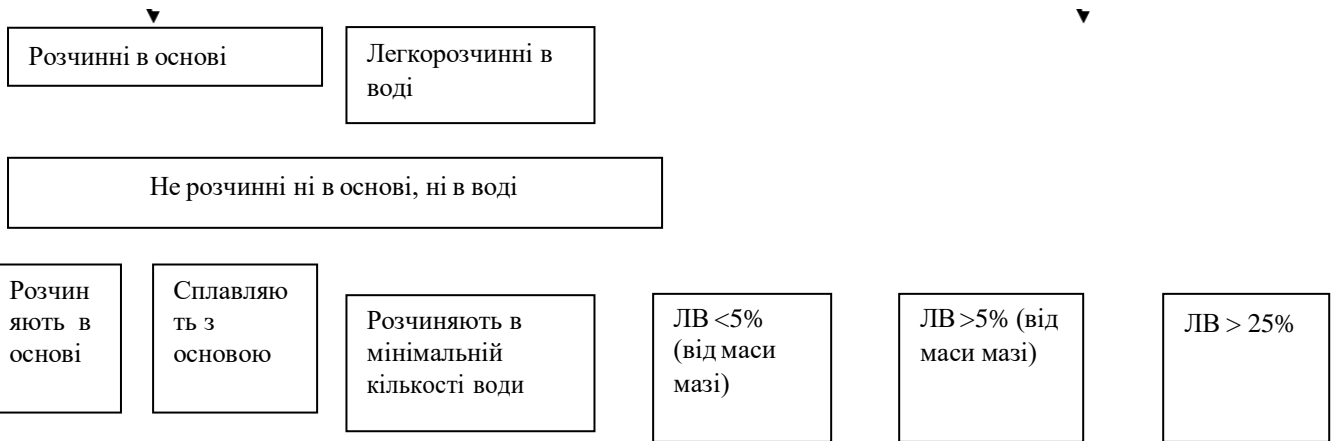 Розчинні в основі
Легкорозчинні в
воді
Не розчинні ні в основі, ні в воді
Розчин
яють в
основі
Сплавляю
ть з
основою
Розчиняють в
мінімальній
кількості води
ЛВ <5%
(від маси
мазі)
ЛВ >5% (від
маси мазі)
ЛВ > 25%